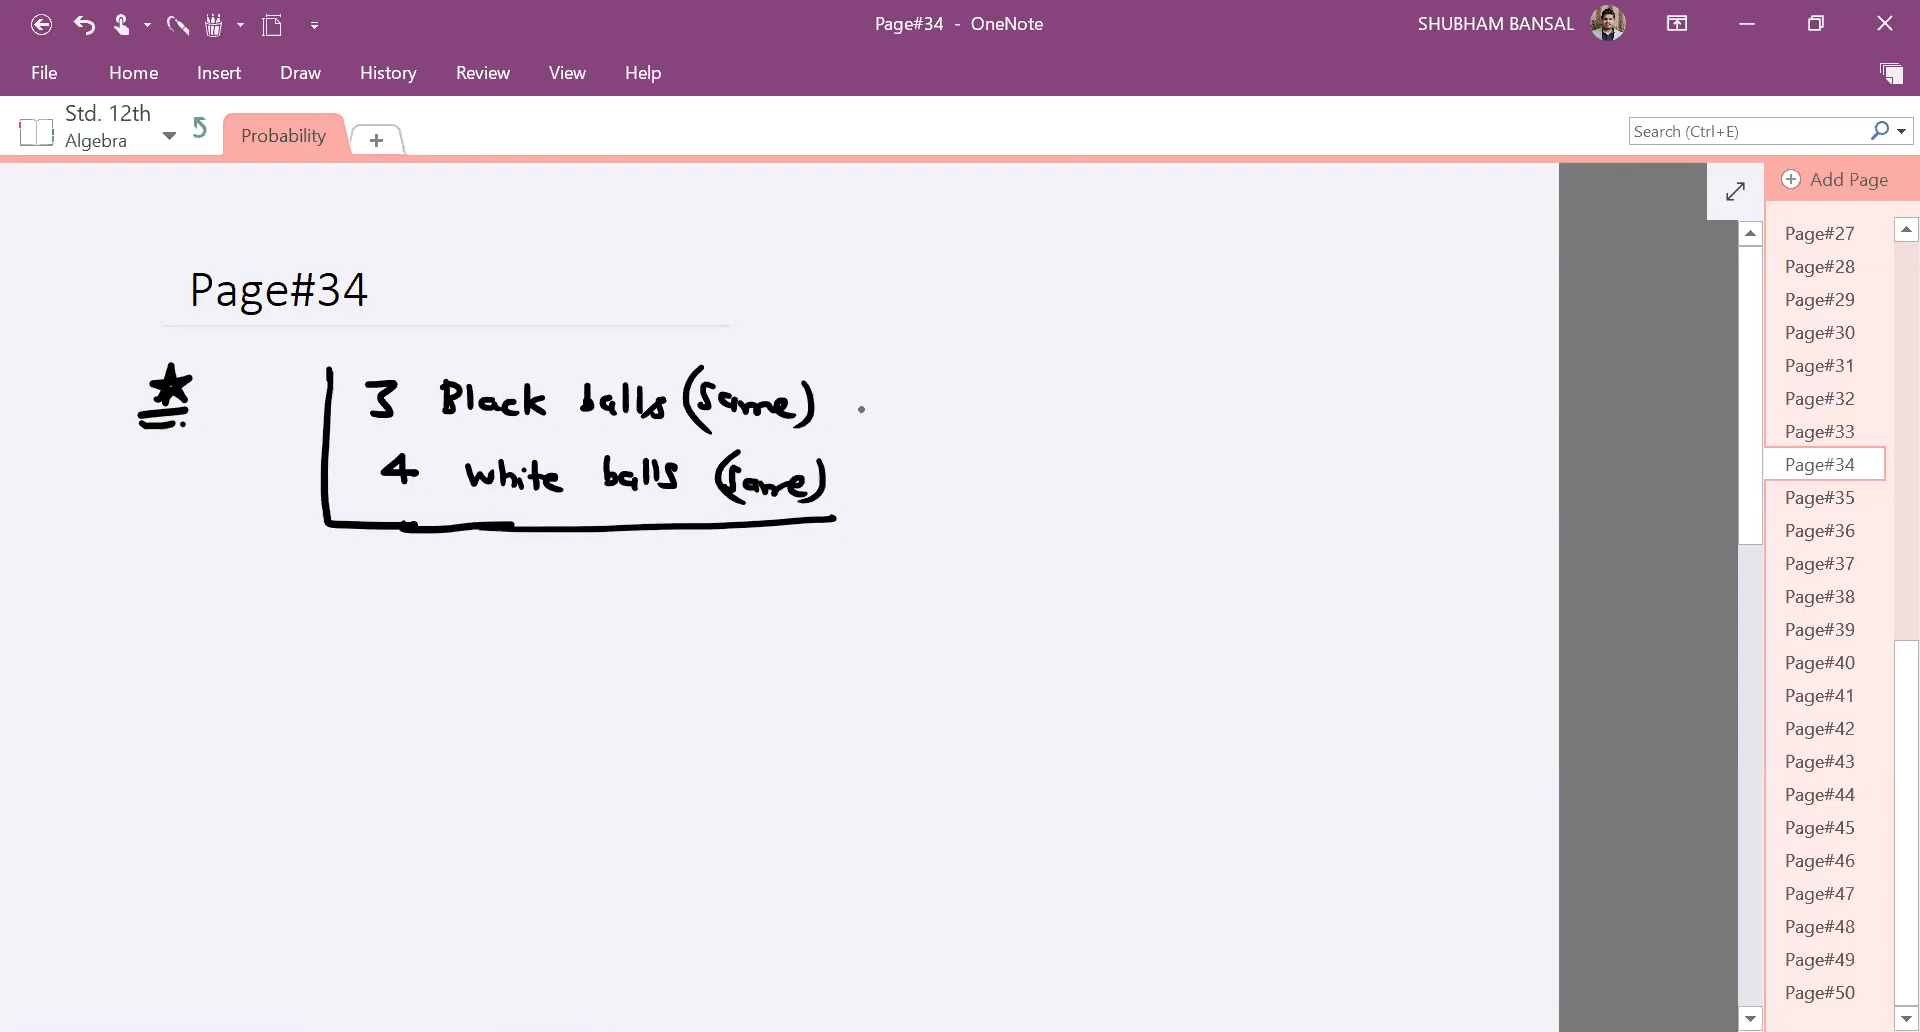 Page#34 - OneNote
SHUBHAM BANSAL
File Home Insert Draw History Review View Help
Std. 12th
Algebra
Probability
+
Search (Ctrl+E)
Add Page
Page#34
3 Black balls (same)
4 white balls (same)
Page#27
Page#28
Page#29
Page#30
Page#31
Page#32
Page#33
Page#34
Page#35
Page#36
Page#37
Page#38
Page#39
Page#40
Page#41
Page#42
Page#43
Page#44
Page#45
Page#46
Page#47
Page#48
Page#49
Page#50